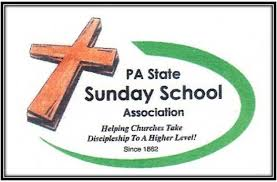 PA State
Sunday School
Association
Helping Churches Take
Discipleship To A Higher Level!
Since 1862